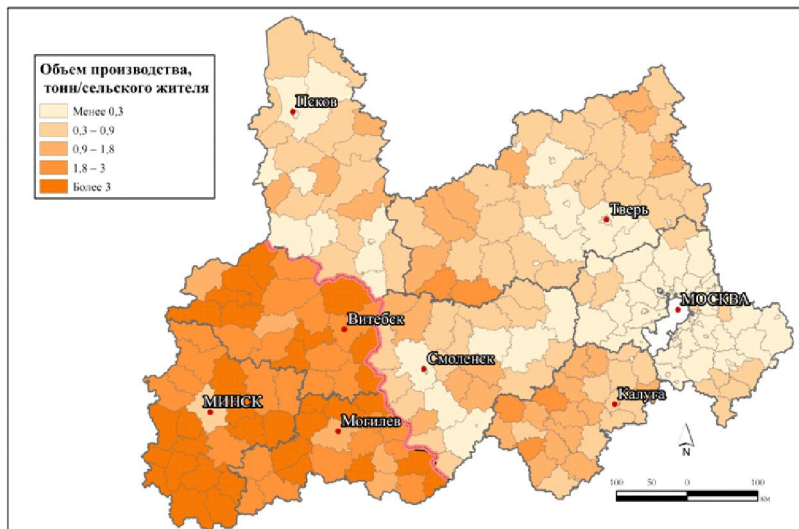 Объем производства,
тонн/сельского жителя
Менее 0,3
0,3 – 0,9
0,9 – 1,8
1,8 – 3
Более 3
Псков
Тверь
МОСКВА
Витебск
Смоленск
МИНСК
Калуга
Могилев
N
100 50 0 100
км